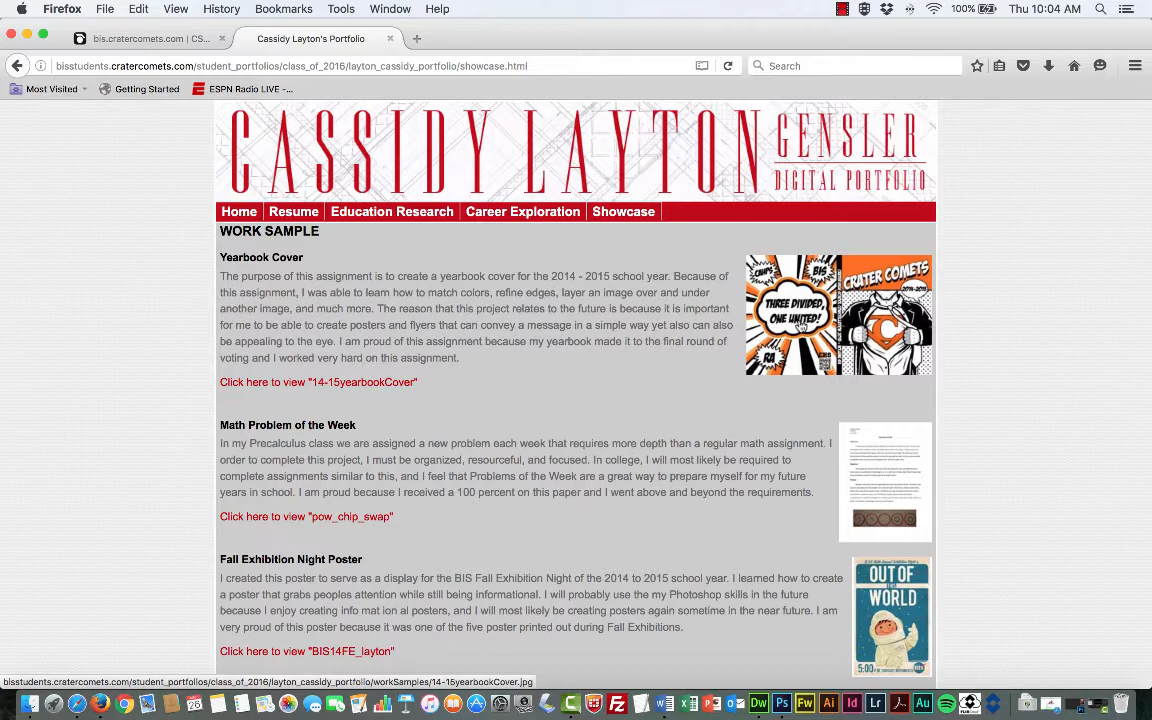 Firefox File Edit View History Bookmarks Tools Window Help 100% Thu 10:04 AM
bis.cratercomets.com | CS... Cassidy Layton's Portfolio
bisstudents.cratercomets.com/student_portfolios/class_of_2016/layton_cassidy_portfolio/showcase.html Search
Most Visited Getting Started ESPN Radio LIVE -...
CASSIDY LAYTON GENSLER
DIGITAL PORTFOLIO
Home Resume Education Research Career Exploration Showcase
WORK SAMPLE
Yearbook Cover
The purpose of this assignment is to create a yearbook cover for the 2014 - 2015 school year. Because of
this assignment, I was able to learn how to match colors, refine edges, layer an image over and under
another image, and much more. The reason that this project relates to the future is because it is important
for me to be able to create posters and flyers that can convey a message in a simple way yet also can also
be appealing to the eye. I am proud of this assignment because my yearbook made it to the final round of
voting and I worked very hard on this assignment.
Click here to view "14-15yearbookCover"
CAHPS BIS
THREE DIVIDED,
ONE UNITED!
RA CHS
CRATER COMETS
2014-2015
C
Math Problem of the Week
In my Precalculus class we are assigned a new problem each week that requires more depth than a regular math assignment. I
order to complete this project, I must be organized, resourceful, and focused. In college, I will most likely be required to
complete assignments similar to this, and I feel that Problems of the Week are a great way to prepare myself for my future
years in school. I am proud because I received a 100 percent on this paper and I went above and beyond the requirements.
Click here to view "pow_chip_swap"
Fall Exhibition Night Poster
I created this poster to serve as a display for the BIS Fall Exhibition Night of the 2014 to 2015 school year. I learned how to create
a poster that grabs peoples attention while still being informational. I will probably use the my Photoshop skills in the future
because I enjoy creating info mat ion al posters, and I will most likely be creating posters again sometime in the near future. I am
very proud of this poster because it was one of the five poster printed out during Fall Exhibitions.
Click here to view "BIS14FE_layton"
OUT OF
WORLD
5:00
bisstudents.cratercomets.com/student_portfolios/class_of_2016/layton_cassidy_portfolio/workSamples/14-15yearbookCover.jpg
26 Fz Dw Ps Fw Ai Id Lr Au